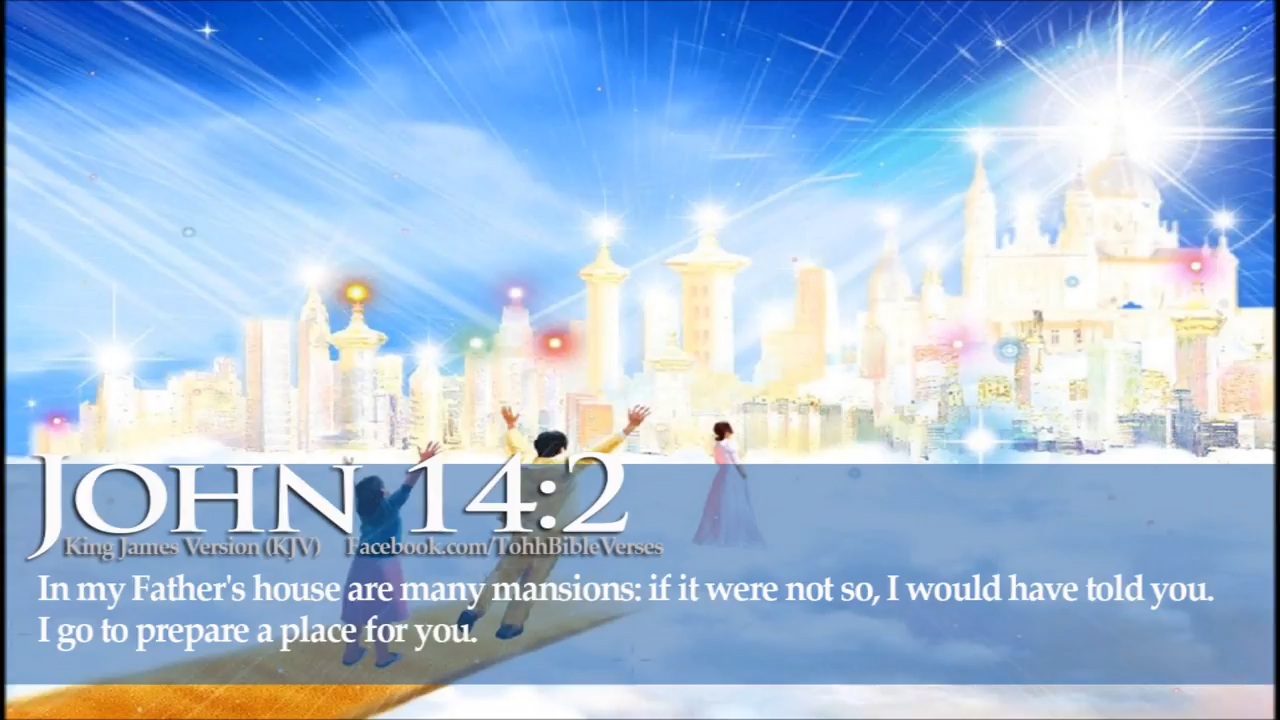 John 14:2
King James Version (KJV) Facebook.com/TohhBibleVerses
In my Father's house are many mansions: if it were not so, I would have told you.
I go to prepare a place for you.